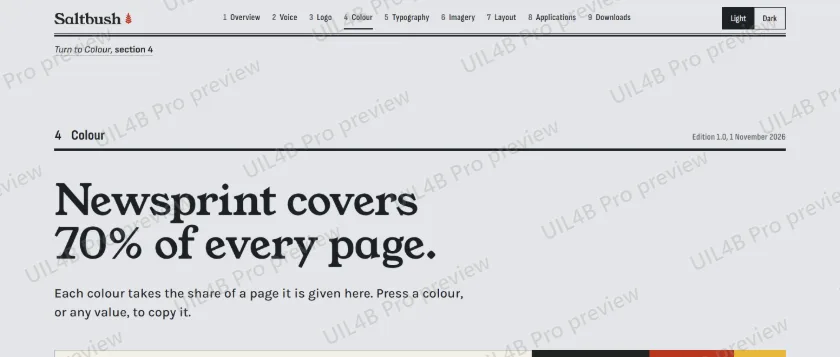 Saltbush
1 Overview 2 Voice 3 Logo 4 Colour 5 Typography 6 Imagery 7 Layout 8 Applications 9 Downloads
Light Dark
Turn to Colour, section 4
4 Colour
Edition 1.0, 1 November 2026
Newsprint covers
70% of every page.
Each colour takes the share of a page it is given here. Press a colour,
or any value, to copy it.
UIL4B Pro preview